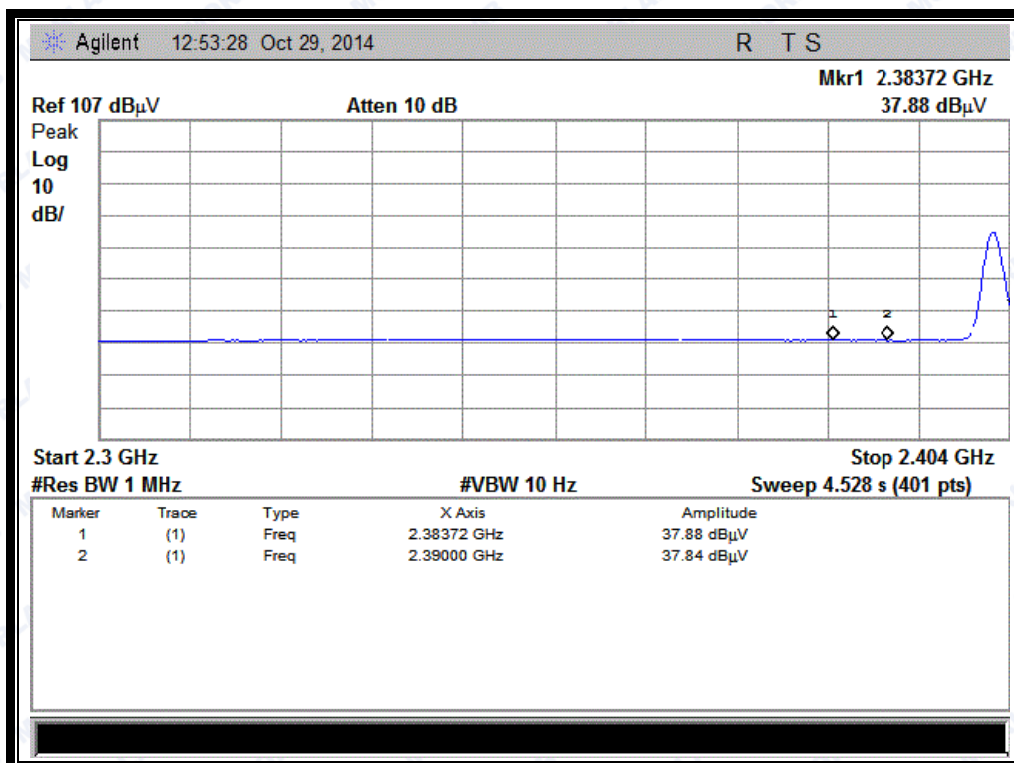 Agilent 12:53:28 Oct 29, 2014 R T S
Mkr1 2.38372 GHz
Ref 107 dBµV Atten 10 dB 37.88 dBµV
Peak
Log
10
dB/
1 2
Start 2.3 GHz Stop 2.404 GHz
#Res BW 1 MHz #VBW 10 Hz Sweep 4.528 s (401 pts)
Marker Trace Type X Axis Amplitude
1 (1) Freq 2.38372 GHz 37.88 dBµV
2 (1) Freq 2.39000 GHz 37.84 dBµV